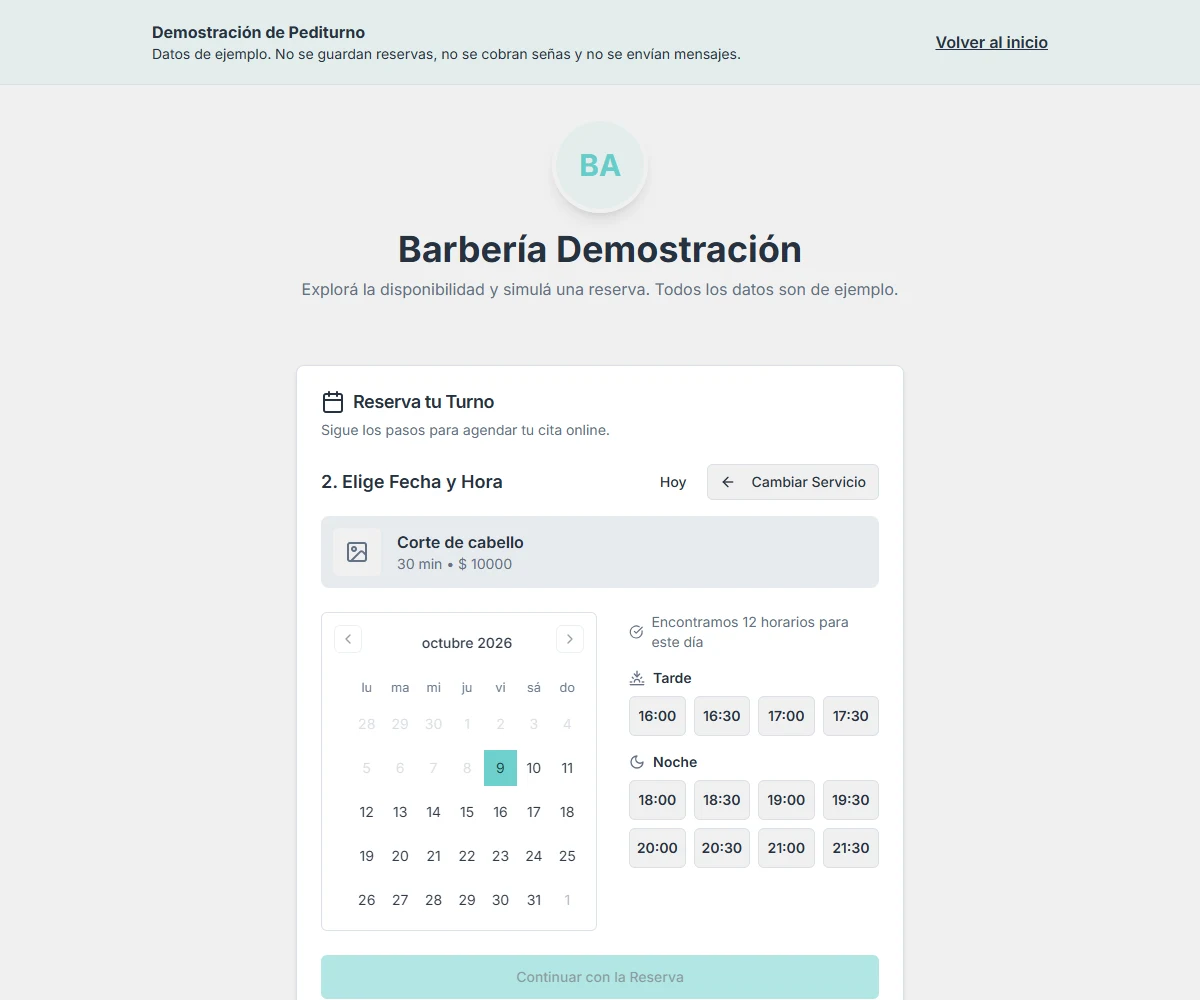 Demostración de Pediturno
Datos de ejemplo. No se guardan reservas, no se cobran señas y no se envían mensajes.
Volver al inicio
BA
Barbería Demostración
Explorá la disponibilidad y simulá una reserva. Todos los datos son de ejemplo.
Reserva tu Turno
Sigue los pasos para agendar tu cita online.
2. Elige Fecha y Hora
Hoy
Cambiar Servicio
Corte de cabello
30 min • $ 10000
octubre 2026
lu ma mi ju vi sá do
28 29 30 1 2 3 4
5 6 7 8 9 10 11
12 13 14 15 16 17 18
19 20 21 22 23 24 25
26 27 28 29 30 31 1
Encontramos 12 horarios para
este día
Tarde
16:00 16:30 17:00 17:30
Noche
18:00 18:30 19:00 19:30
20:00 20:30 21:00 21:30
Continuar con la Reserva